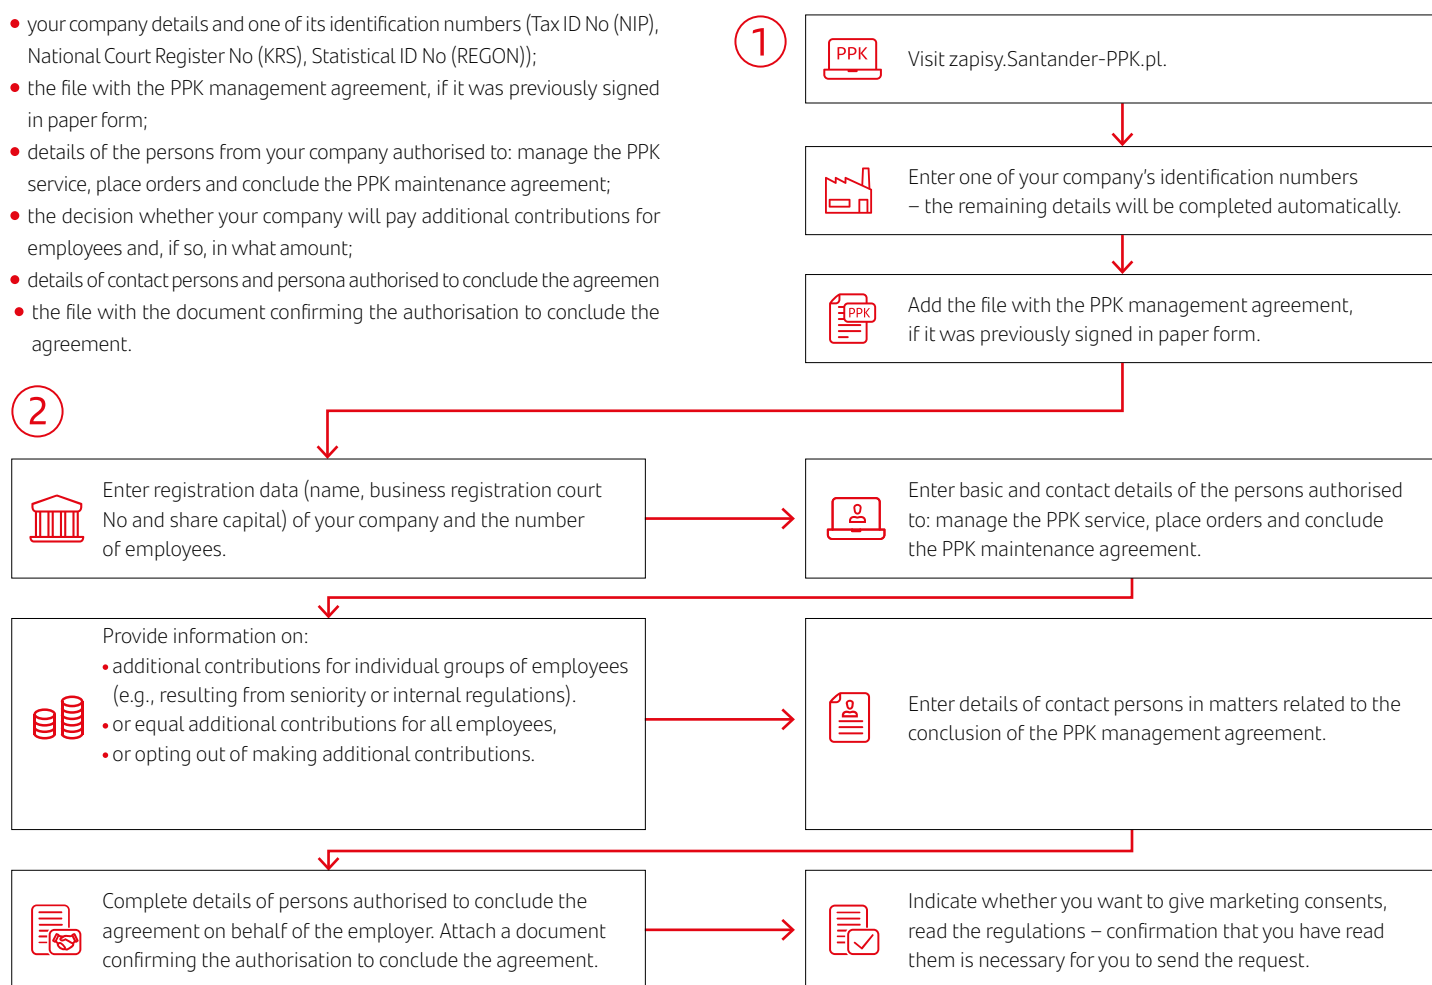 • your company details and one of its identification numbers (Tax ID No (NIP),
National Court Register No (KRS), Statistical ID No (REGON));
• the file with the PPK management agreement, if it was previously signed
in paper form;
• details of the persons from your company authorised to: manage the PPK
service, place orders and conclude the PPK maintenance agreement;
• the decision whether your company will pay additional contributions for
employees and, if so, in what amount;
• details of contact persons and persona authorised to conclude the agreemen
• the file with the document confirming the authorisation to conclude the
agreement.
1
PPK
Visit zapisy.Santander-PPK.pl.
Enter one of your company's identification numbers
– the remaining details will be completed automatically.
PPK
Add the file with the PPK management agreement,
if it was previously signed in paper form.
2
Enter registration data (name, business registration court
No and share capital) of your company and the number
of employees.
Enter basic and contact details of the persons authorised
to: manage the PPK service, place orders and conclude
the PPK maintenance agreement.
Provide information on:
• additional contributions for individual groups of employees
(e.g., resulting from seniority or internal regulations).
• or equal additional contributions for all employees,
• or opting out of making additional contributions.
Enter details of contact persons in matters related to the
conclusion of the PPK management agreement.
Complete details of persons authorised to conclude the
agreement on behalf of the employer. Attach a document
confirming the authorisation to conclude the agreement.
Indicate whether you want to give marketing consents,
read the regulations – confirmation that you have read
them is necessary for you to send the request.